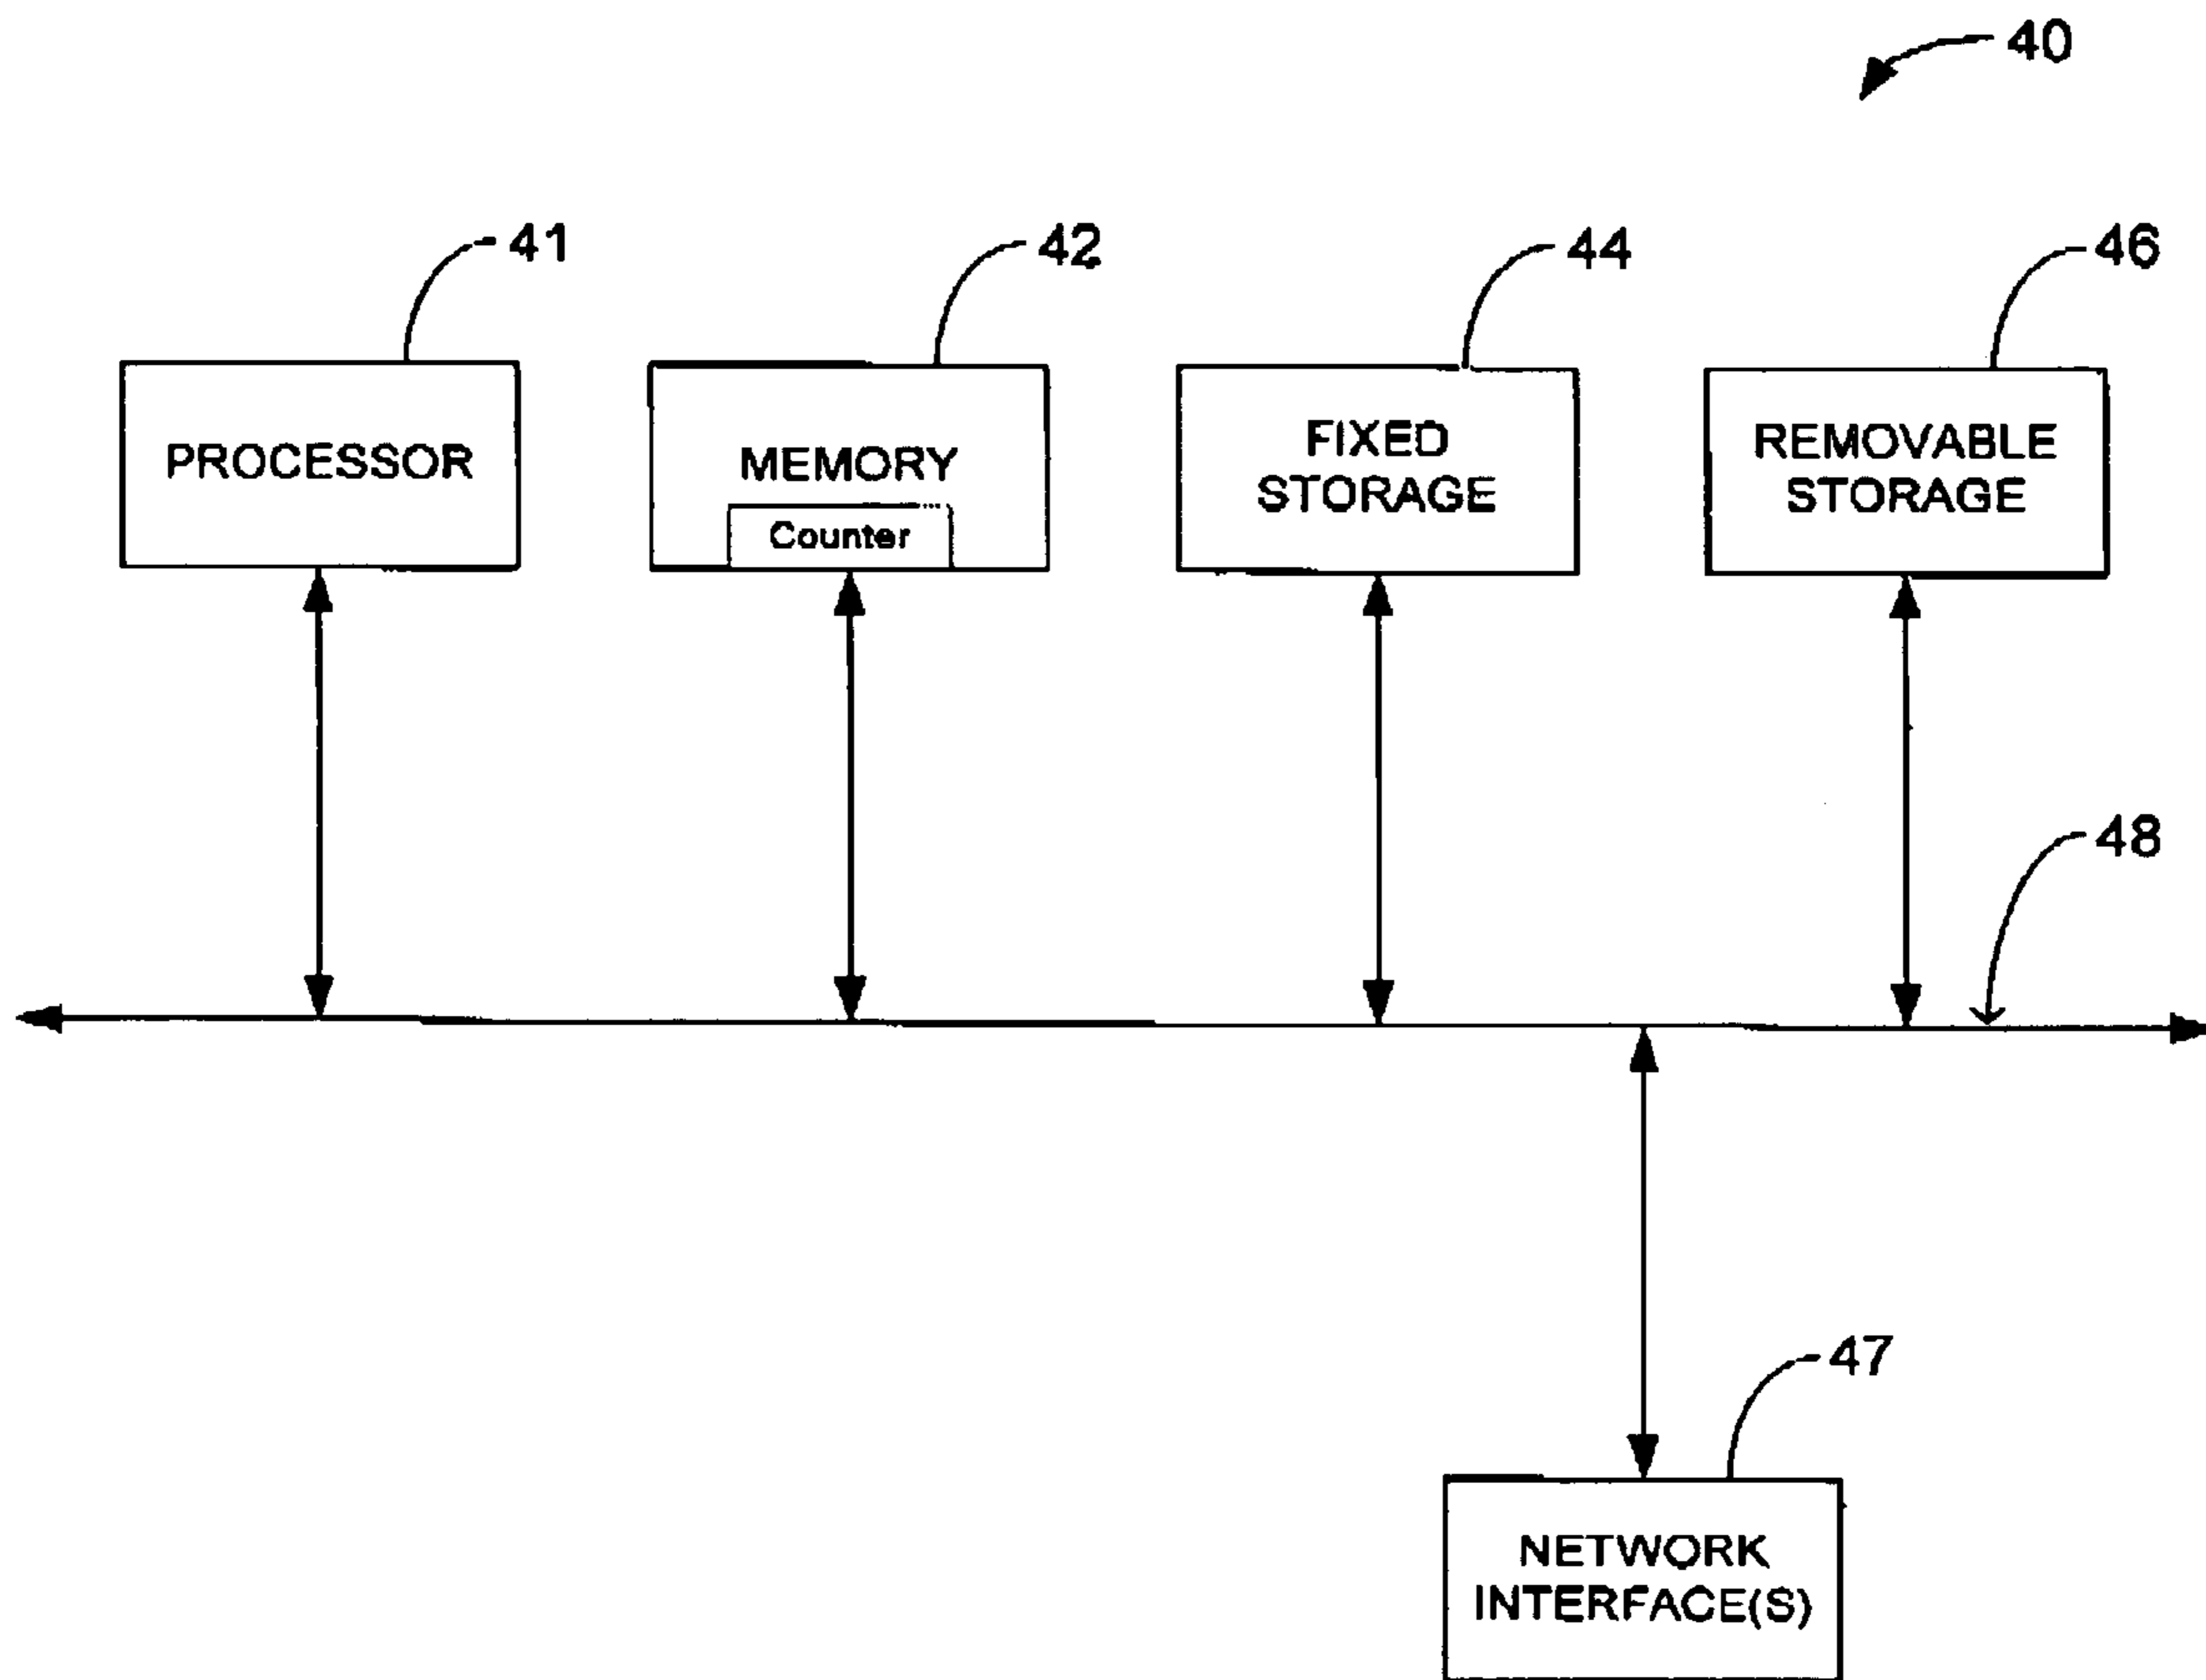 40
41
42
44
46
PROCESSOR
MEMORY
Counter
FIXED
STORAGE
REMOVABLE
STORAGE
48
47
NETWORK
INTERFACE(S)